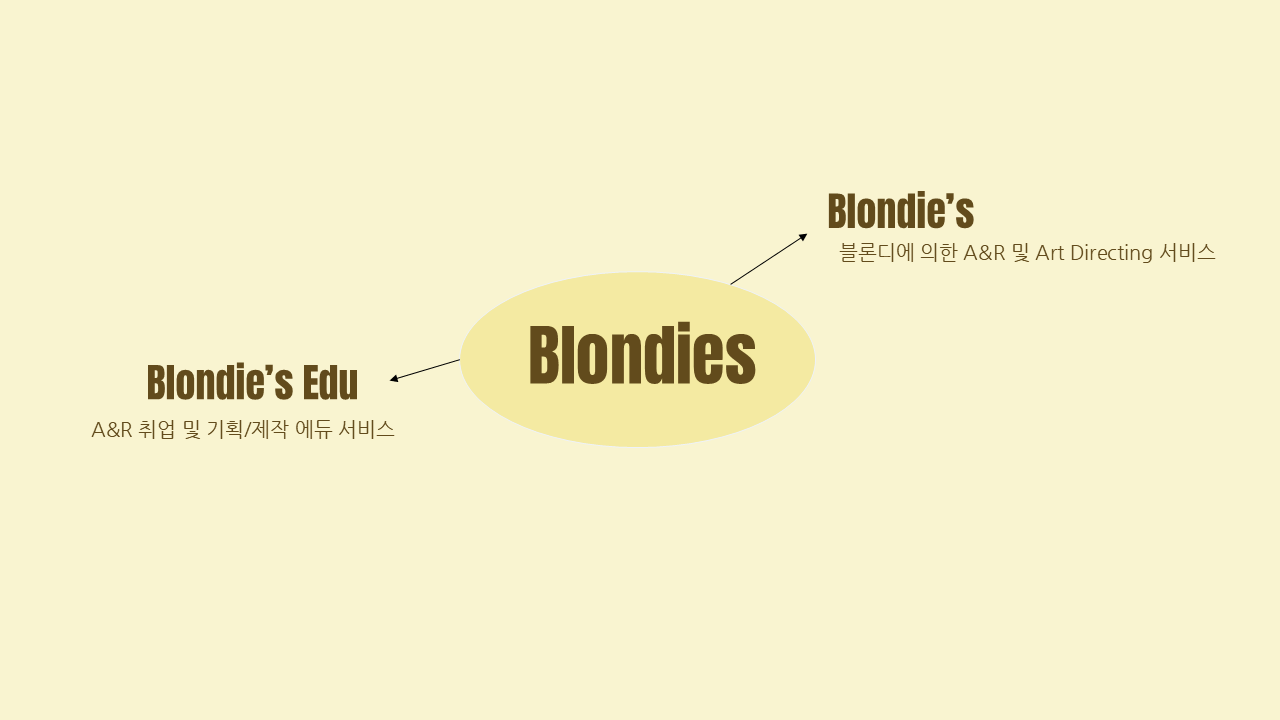 Blondie’s
블론디에 의한 A&R 및 Art Directing 서비스
Blondies
Blondie’s Edu
A&R 취업 및 기획/제작 에듀 서비스